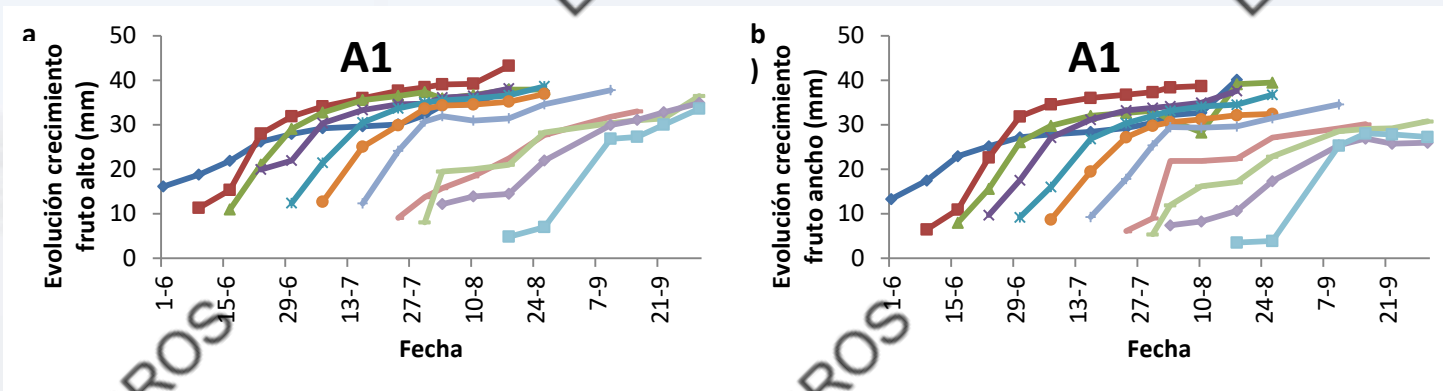 a
A1
Evolución crecimiento
fruto alto (mm)
50
40
30
20
10
0
1-6
15-6
29-6
13-7
27-7
10-8
24-8
7-9
21-9
Fecha
b
)
A1
Evolución crecimiento
fruto ancho (mm)
50
40
30
20
10
0
1-6
15-6
29-6
13-7
27-7
10-8
24-8
7-9
21-9
Fecha
ROS
ROS